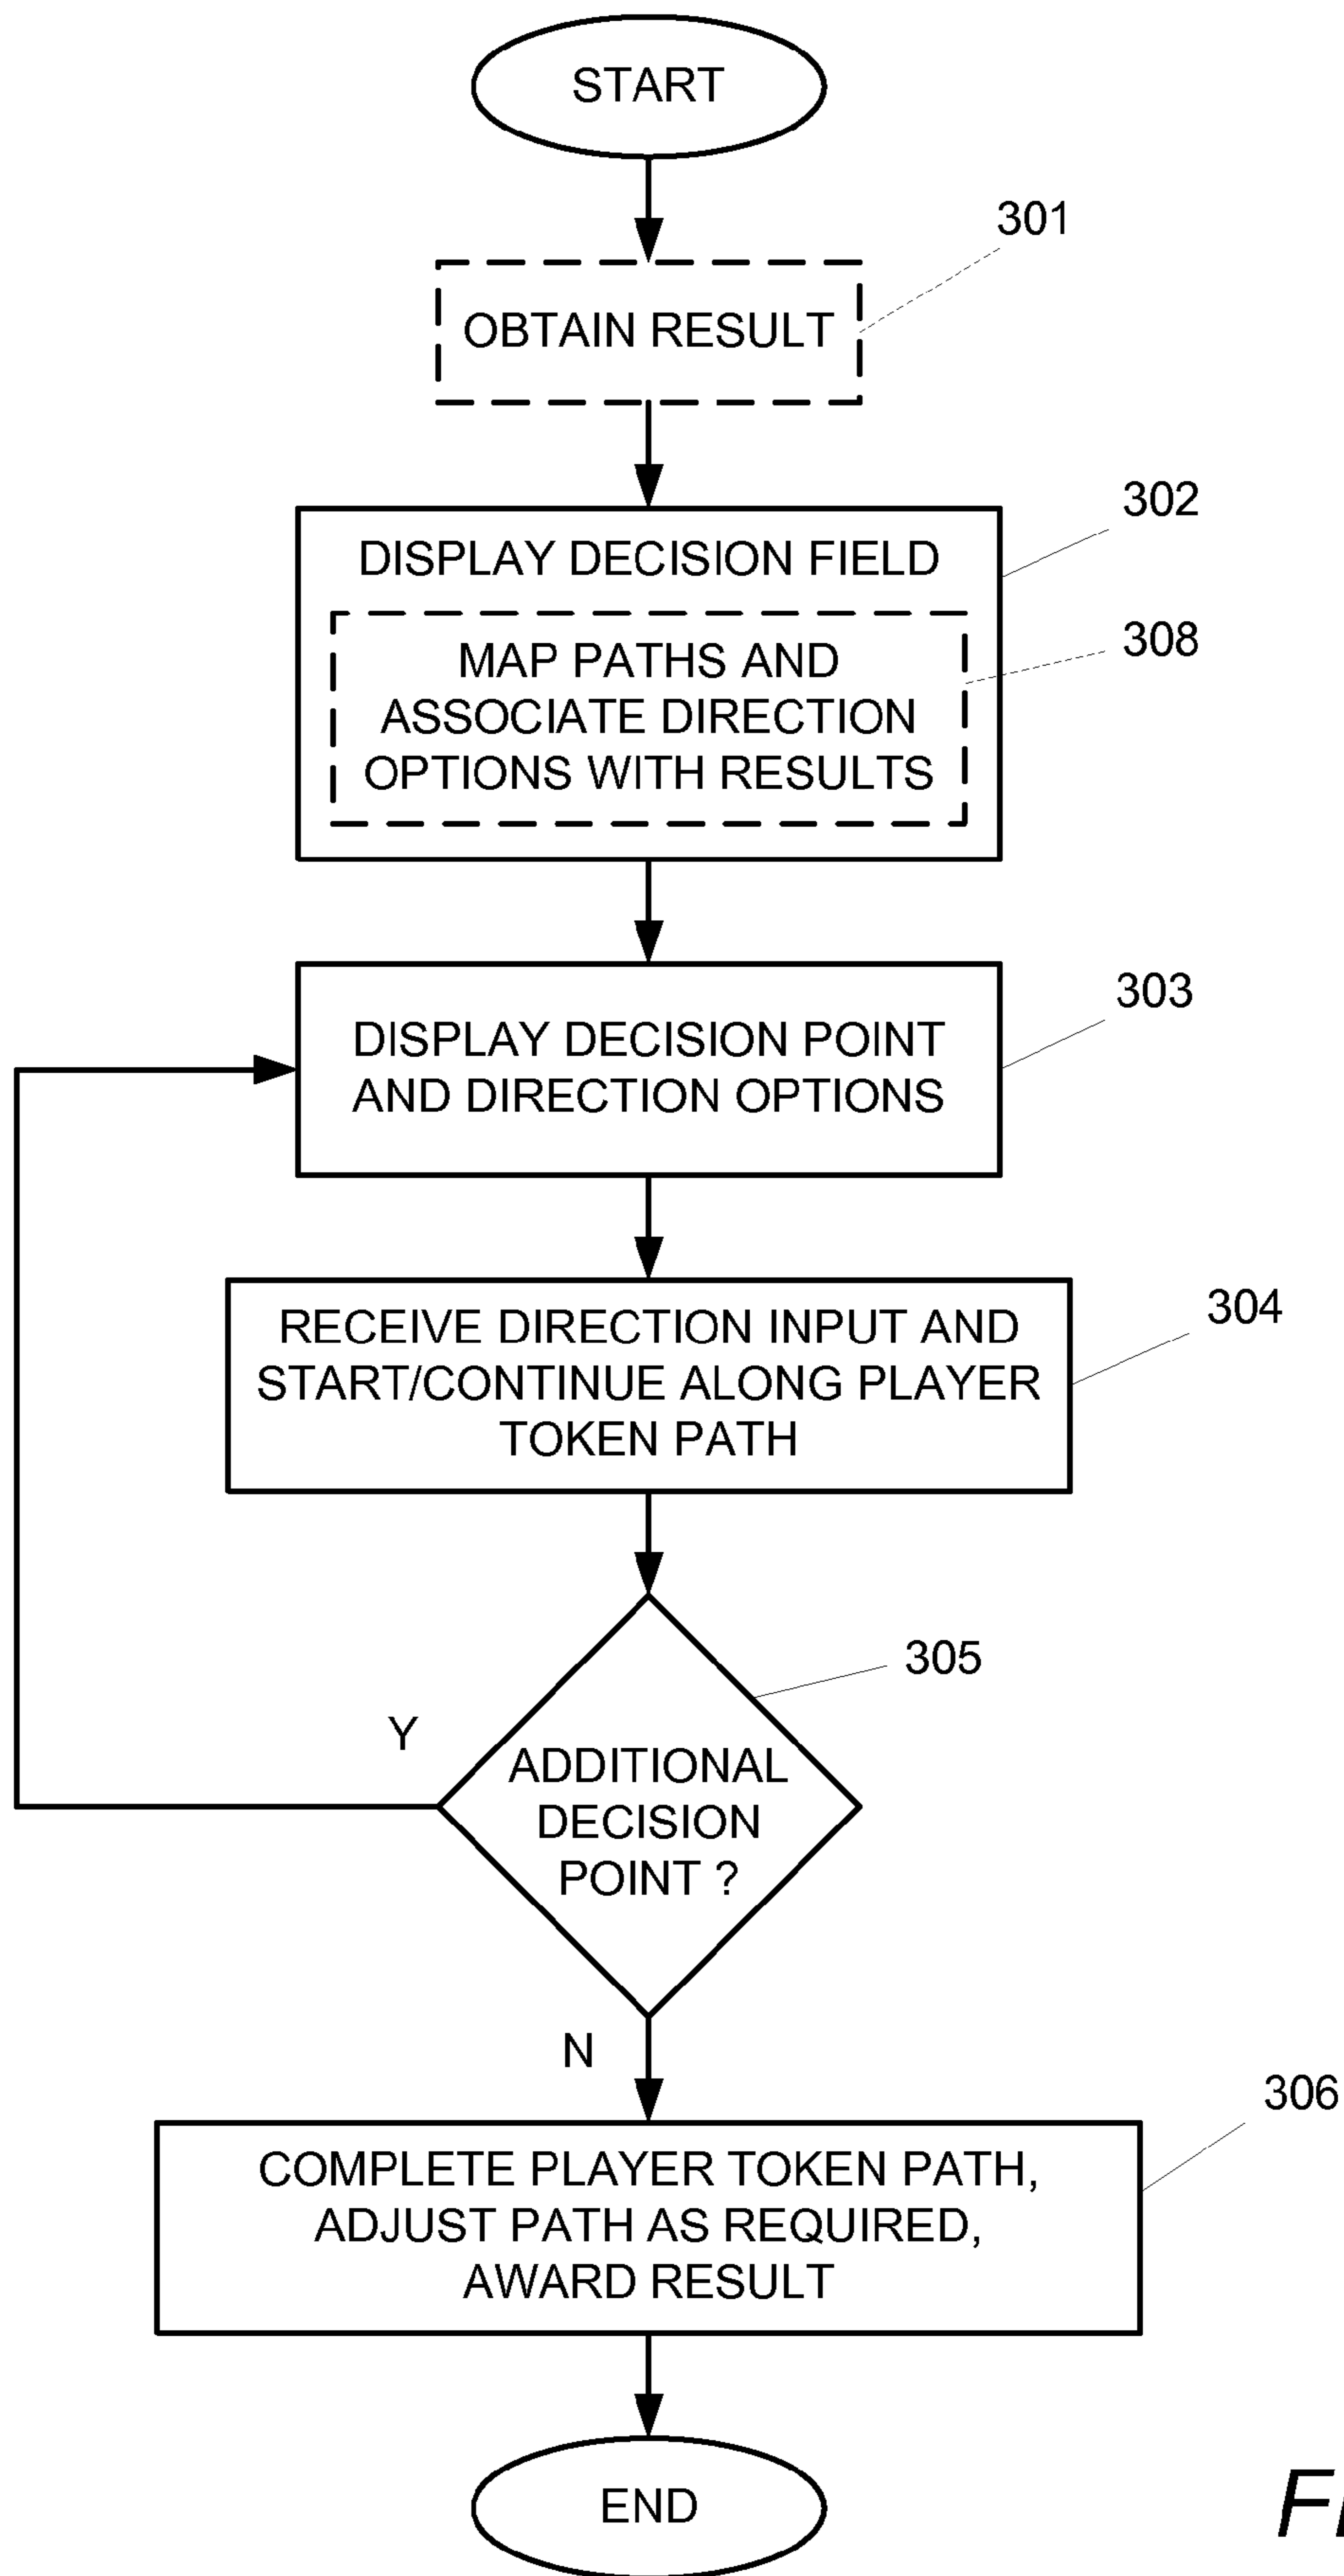 START
301
OBTAIN RESULT
302
DISPLAY DECISION FIELD
308
MAP PATHS AND
ASSOCIATE DIRECTION
OPTIONS WITH RESULTS
303
DISPLAY DECISION POINT
AND DIRECTION OPTIONS
304
RECEIVE DIRECTION INPUT AND
START/CONTINUE ALONG PLAYER
TOKEN PATH
305
Y
ADDITIONAL
DECISION
POINT ?
N
306
COMPLETE PLAYER TOKEN PATH,
ADJUST PATH AS REQUIRED,
AWARD RESULT
END